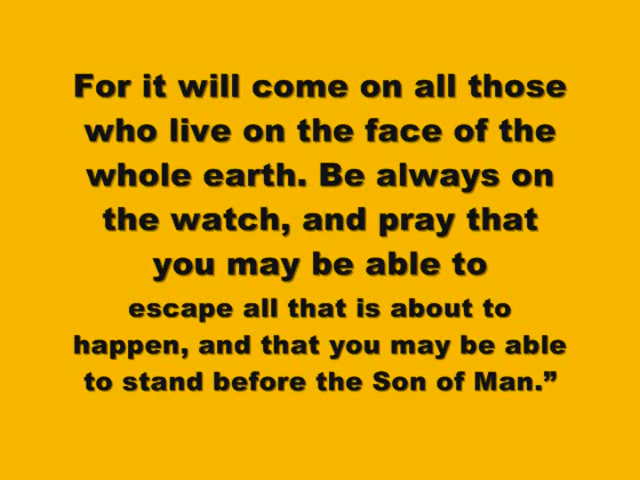 For it will come on all those
who live on the face of the
whole earth. Be always on
the watch, and pray that
you may be able to
escape all that is about to
happen, and that you may be able
to stand before the Son of Man.”